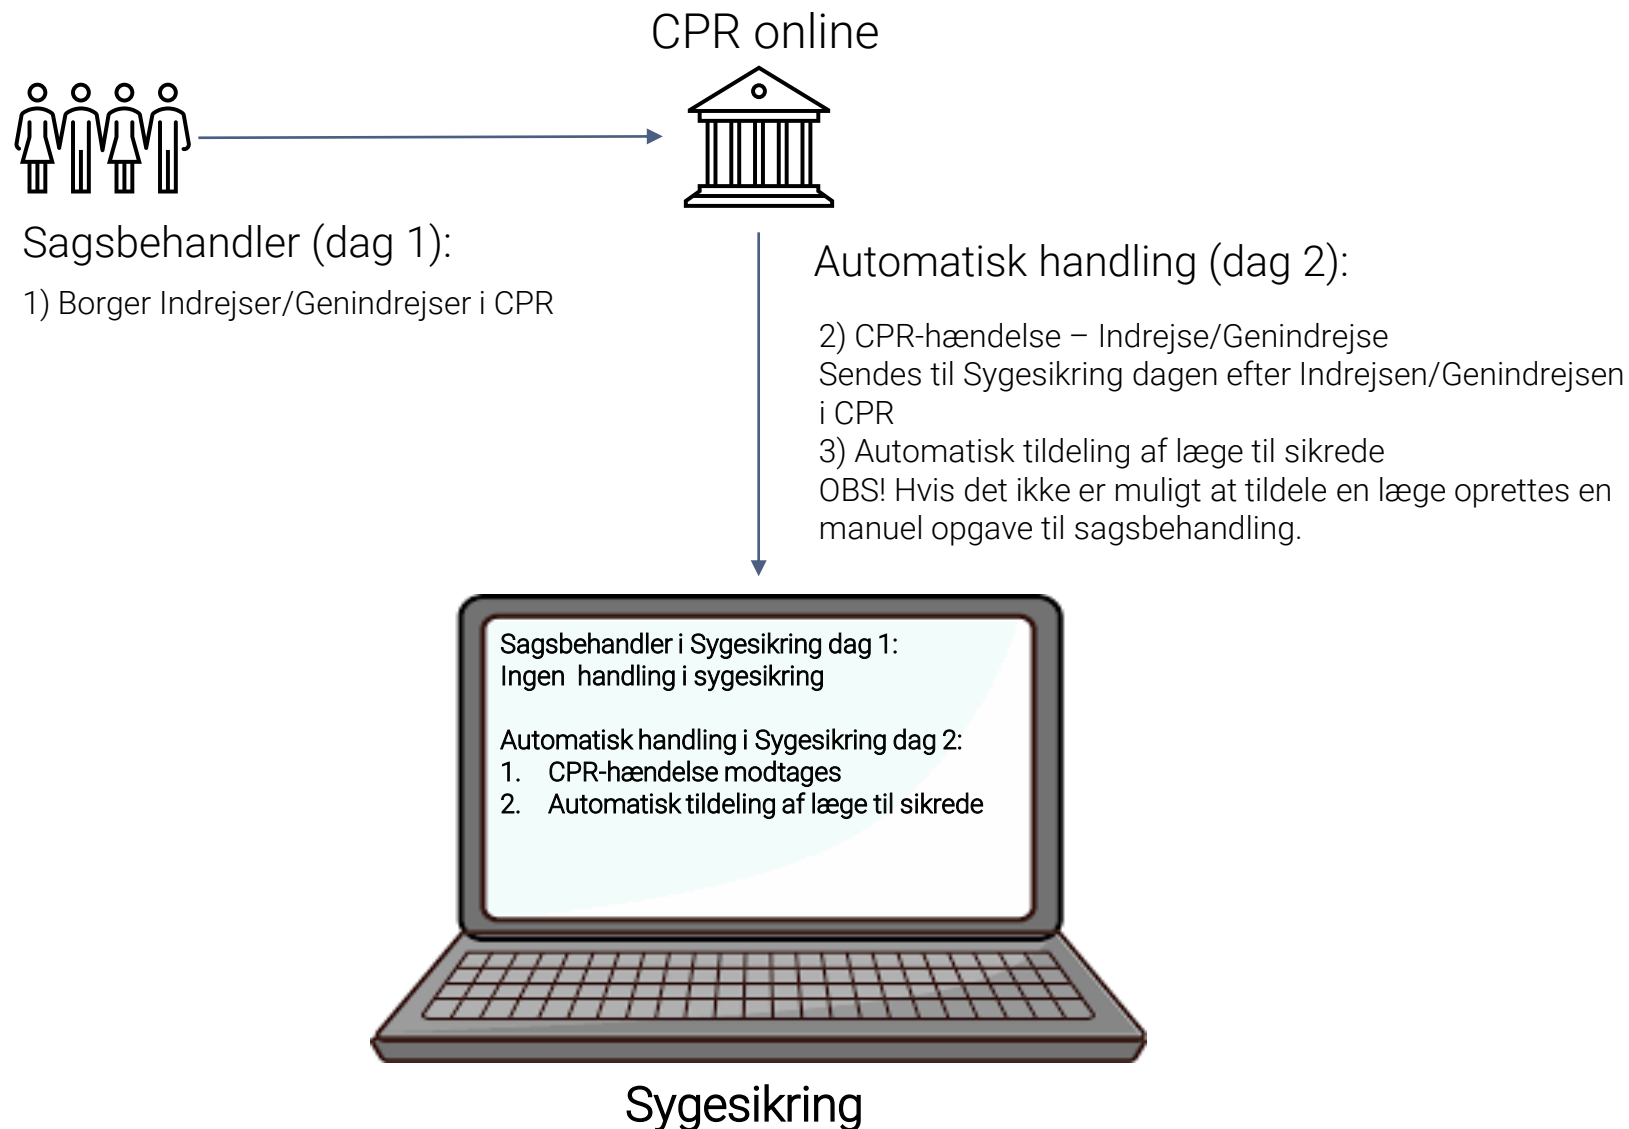 CPR online
Sagsbehandler (dag 1):
1) Borger Indrejser/Genindrejser i CPR
Automatisk handling (dag 2):
2) CPR-hændelse – Indrejse/Genindrejse
Sendes til Sygesikring dagen efter Indrejsen/Genindrejsen
i CPR
3) Automatisk tildeling af læge til sikrede
OBS! Hvis det ikke er muligt at tildele en læge oprettes en
manuel opgave til sagsbehandling.
Sagsbehandler i Sygesikring dag 1:
Ingen handling i sygesikring
Automatisk handling i Sygesikring dag 2:
1. CPR-hændelse modtages
2. Automatisk tildeling af læge til sikrede
Sygesikring